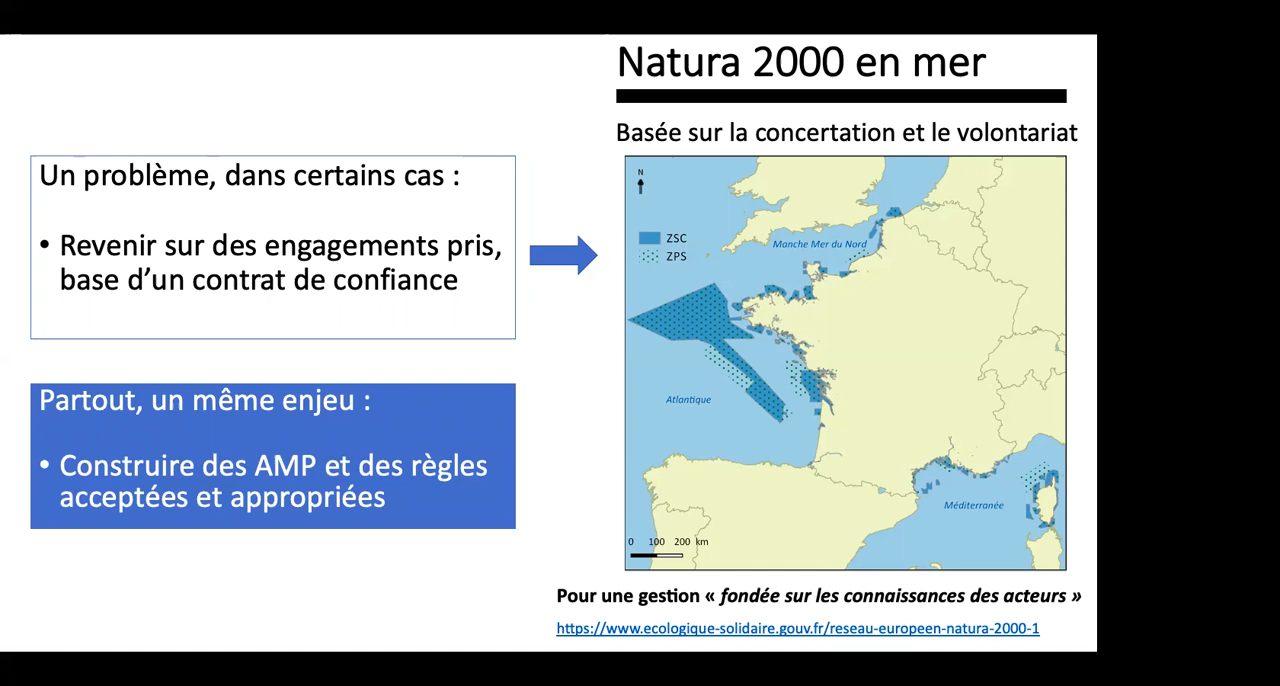 Natura 2000 en mer
Basée sur la concertation et le volontariat
Un problème, dans certains cas :
• Revenir sur des engagements pris,
base d’un contrat de confiance
Partout, un même enjeu :
• Construire des AMP et des règles
acceptées et appropriées
N
ZSC
ZPS
Manche Mer du Nord
Atlantique
Méditerranée
0 100 200 km
Pour une gestion « fondée sur les connaissances des acteurs »
https://www.ecologique-solidaire.gouv.fr/reseau-europeen-natura-2000-1